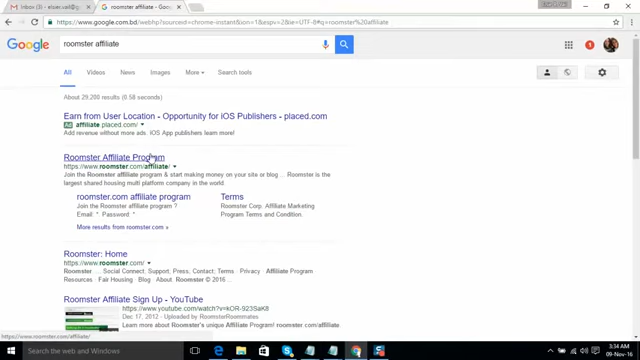 Inbox (3) - elser.vail@gm
roomster affiliate - Goog
https://www.google.com.bd/webhp?sourceid=chrome-instant&ion=1&espv=2&ie=UTF-8#q=roomster%20affiliate
roomster affiliate
All Videos News Images More Search tools
About 29,200 results (0.58 seconds)
Earn from User Location - Opportunity for iOS Publishers - placed.com
Ad affiliate.placed.com/
Add revenue without more ads. iOS App publishers learn more!
Roomster Affiliate Program
https://www.roomster.com/affiliate/
Join the Roomster affiliate program & start making money on your site or blog ... Roomster is the
largest shared housing multi platform company in the world.
roomster.com affiliate program
Join the Roomster affiliate program ?
Email: * Password: *
Terms
Roomster Corp. Affiliate Marketing
Program Terms and Condition.
More results from roomster.com »
Roomster: Home
https://www.roomster.com/
Roomster ... Social Connect; Support; Press; Contact; Terms · Privacy · Affiliate Program
Resources · Fair Housing · Blog · About. Roomster © 2016 .
Roomster Affiliate Sign Up - YouTube
https://www.youtube.com/watch?v=kOR-923SaK8
Dec 17, 2012 - Uploaded by RoomsterRoommates
Learn more about Roomster's unique Affiliate Program! roomster.com/affiliate
https://www.roomster.com/affiliate/
Search the web and Windows
3:34 AM
09-Nov-16